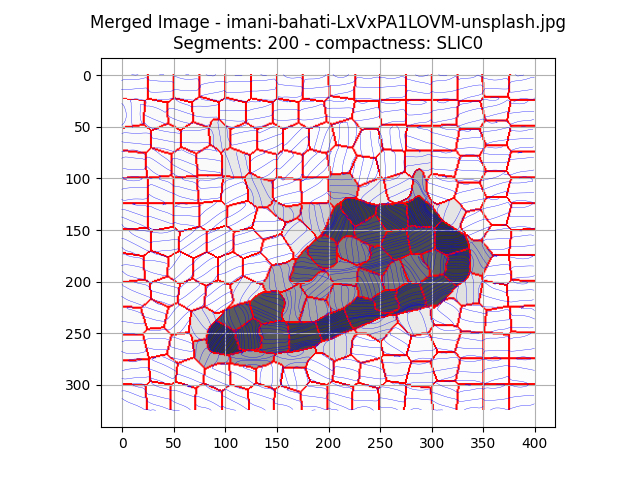 Merged Image - imani-bahati-LxVxPA1LOVM-unsplash.jpg
Segments: 200 - compactness: SLIC0
0
50
100
150
200
250
300
0 50 100 150 200 250 300 350 400